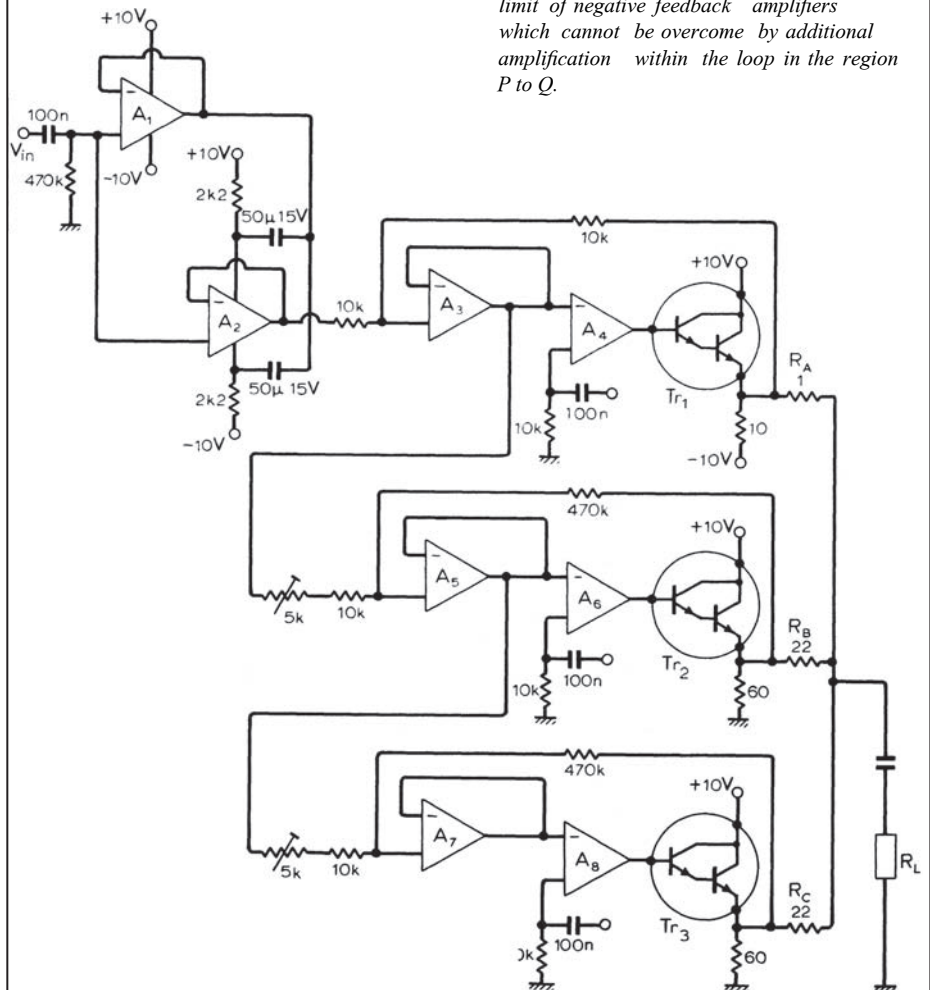 limit of negative feedback amplifiers
which cannot be overcome by additional
amplification within the loop in the region
P to Q.
+10V
A1
100n
Vin
470k
-10V
+10V
2k2
50µ 15V
A2
50µ 15V
2k2
-10V
10k
10k
A3
A4
+10V
Tr1
RA
1
10
-10V
10k
100n
470k
5k
10k
A5
A6
+10V
Tr2
RB
22
60
10k
100n
470k
5k
10k
A7
A8
+10V
Tr3
RC
22
60
100n
RL